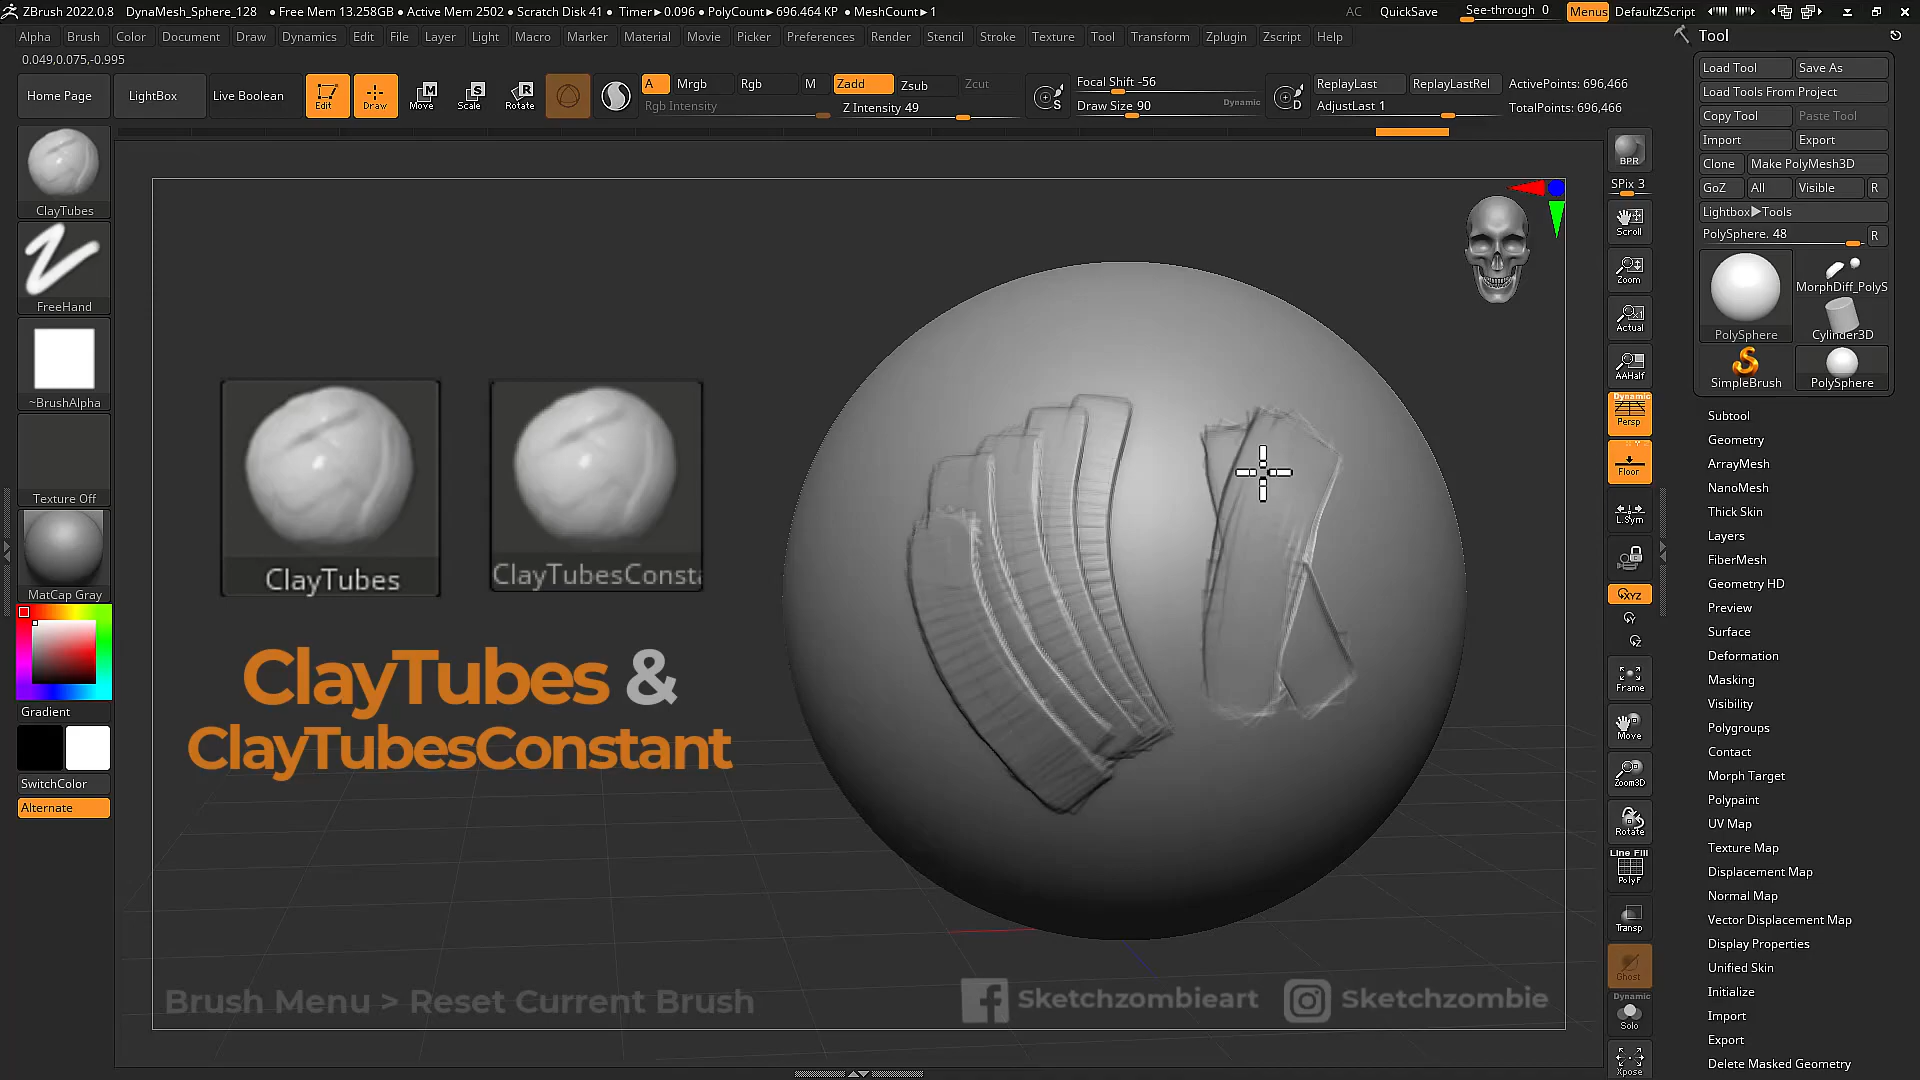 ZBrush 2022.0.8 DynaMesh_Sphere_128 ● Free Mem 13.258GB ● Active Mem 2502 ● Scratch Disk 41 ● Timer►0.096 ● PolyCount►696.464 KP ● MeshCount►1 AC QuickSave See-through 0 Menus DefaultZScript
Alpha Brush Color Document Draw Dynamics Edit File Layer Light Macro Marker Material Movie Picker Preferences Render Stencil Stroke Texture Tool Transform Zplugin Zscript Help
0.049,0.075,-0.995
Home Page LightBox Live Boolean Edit Draw Move Scale Rotate
M S R
A Mrgb Rgb M Zadd Zsub Zcut
Rgb Intensity Z Intensity 49
S Focal Shift -56
Draw Size 90 Dynamic
D ReplayLast ReplayLastRel
AdjustLast 1
ActivePoints: 696,466
TotalPoints: 696,466
ClayTubes
FreeHand
~BrushAlpha
Texture Off
MatCap Gray
Gradient
SwitchColor
Alternate
ClayTubes
ClayTubesConsta
ClayTubes &
ClayTubesConstant
Brush Menu > Reset Current Brush
Sketchzombieart
Sketchzombie
BPR
SPix 3
Scroll
Zoom
Actual
AAHalf
Dynamic
Persp
Floor
L.Sym
XYZ
Y
Z
Frame
Move
Zoom3D
Rotate
Line Fill
PolyF
Transp
Ghost
Dynamic
Solo
Xpose
Tool
Load Tool Save As
Load Tools From Project
Copy Tool Paste Tool
Import Export
Clone Make PolyMesh3D
GoZ All Visible R
Lightbox►Tools
PolySphere. 48 R
PolySphere
MorphDiff_PolyS
Cylinder3D
SimpleBrush
PolySphere
Subtool
Geometry
ArrayMesh
NanoMesh
Thick Skin
Layers
FiberMesh
Geometry HD
Preview
Surface
Deformation
Masking
Visibility
Polygroups
Contact
Morph Target
Polypaint
UV Map
Texture Map
Displacement Map
Normal Map
Vector Displacement Map
Display Properties
Unified Skin
Initialize
Import
Export
Delete Masked Geometry